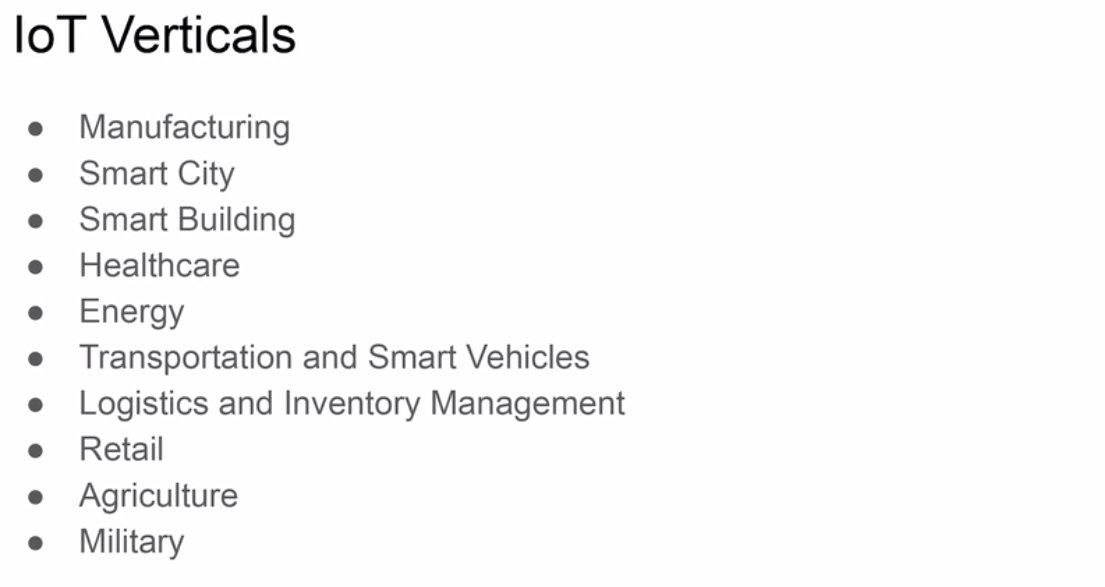 IoT Verticals
● Manufacturing
● Smart City
● Smart Building
● Healthcare
● Energy
● Transportation and Smart Vehicles
● Logistics and Inventory Management
● Retail
● Agriculture
● Military